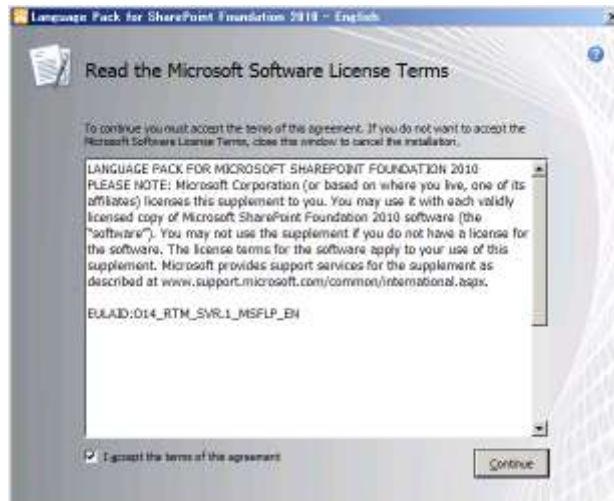 Language Pack for SharePoint Foundation 2010 - English
Read the Microsoft Software License Terms
To continue you must accept the terms of this agreement. If you do not want to accept the
Microsoft Software License Terms, close this window to cancel the installation.
LANGUAGE PACK FOR MICROSOFT SHAREPOINT FOUNDATION 2010
PLEASE NOTE: Microsoft Corporation (or based on where you live, one of its
affiliates) licenses this supplement to you. You may use it with each validly
licensed copy of Microsoft SharePoint Foundation 2010 software (the
"software"). You may not use the supplement if you do not have a license for
the software. The license terms for the software apply to your use of this
supplement. Microsoft provides support services for the supplement as
described at www.support.microsoft.com/common/international.aspx.
EULAID:O14_RTM_SVR.1_MSFLP_EN
I accept the terms of this agreement
Continue